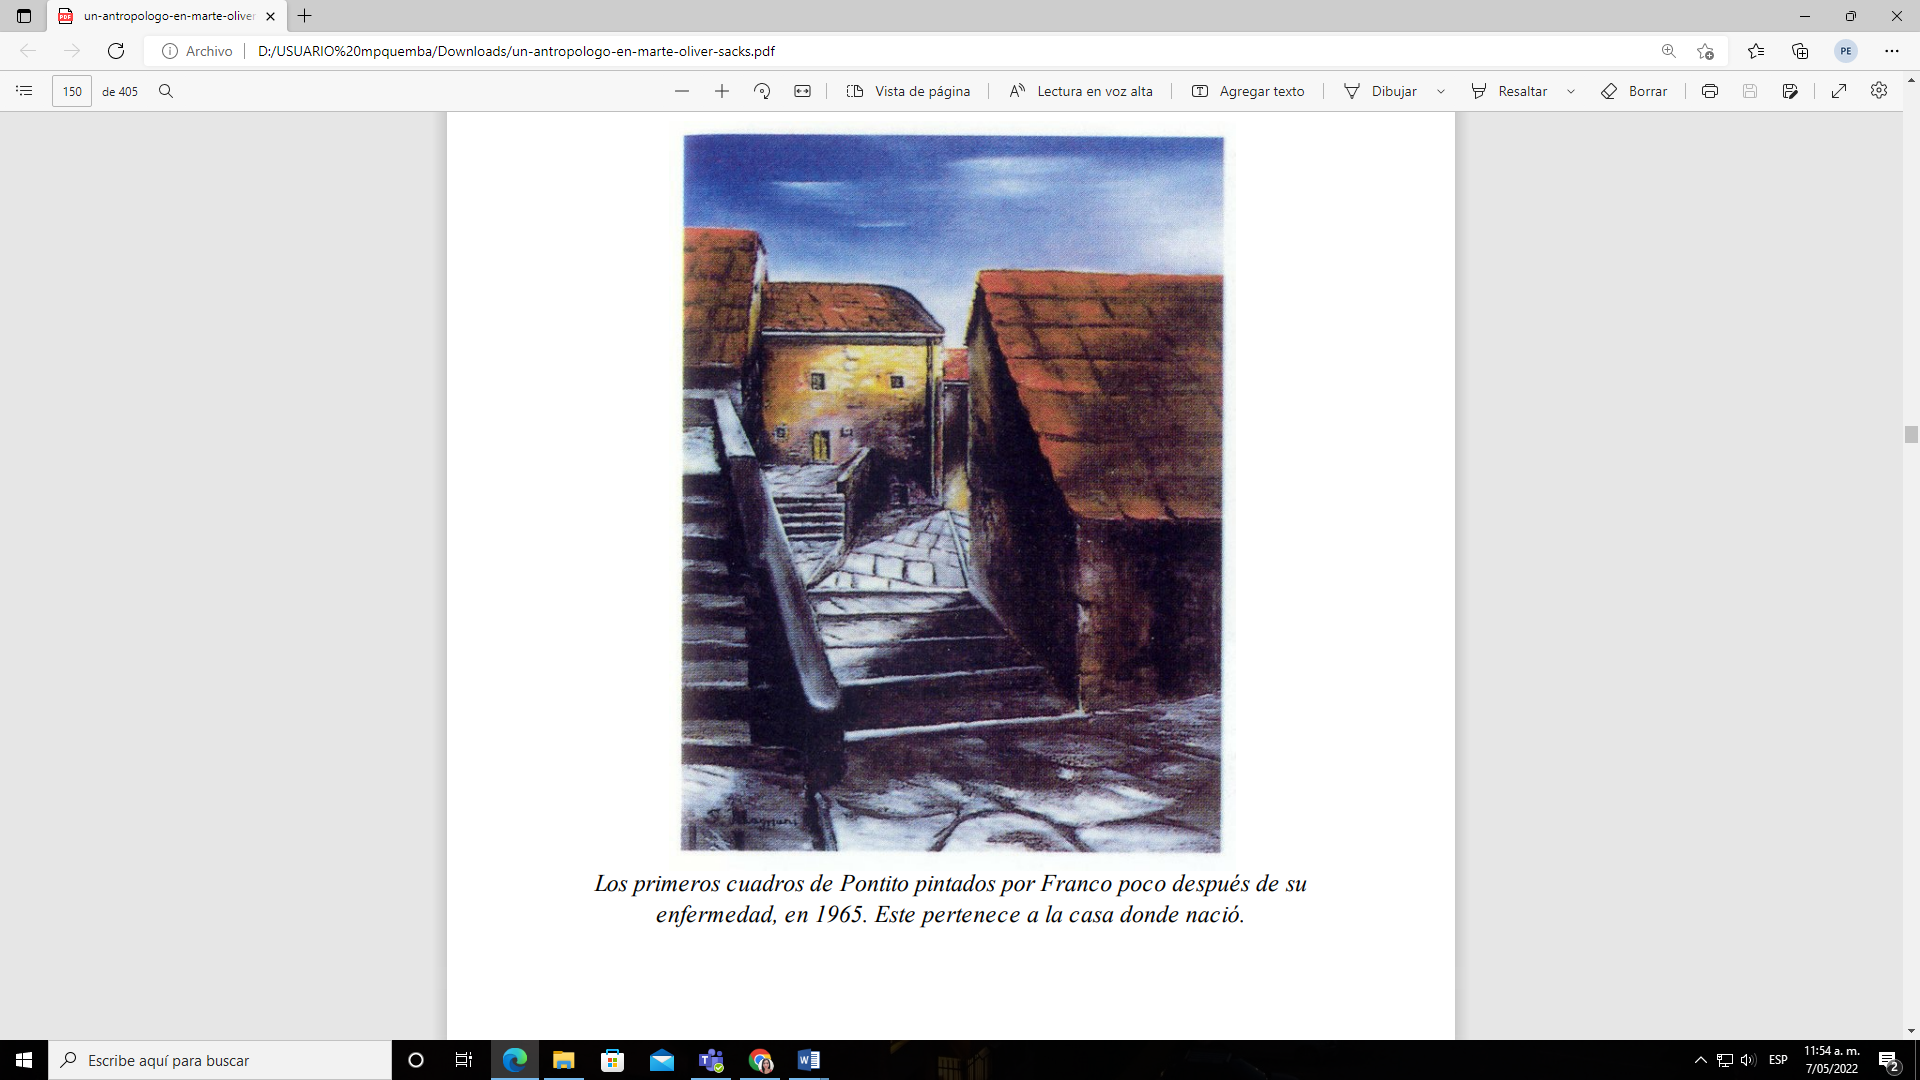 un-antropologo-en-marte-oliver
Archivo
D:/USUARIO%20mpquemba/Downloads/un-antropologo-en-marte-oliver-sacks.pdf
PE
150 de 405
Vista de página
Lectura en voz alta
Agregar texto
Dibujar
Resaltar
Borrar
Los primeros cuadros de Pontito pintados por Franco poco después de su
enfermedad, en 1965. Este pertenece a la casa donde nació.
Escribe aquí para buscar
ESP
11:54 a. m.
7/05/2022
2